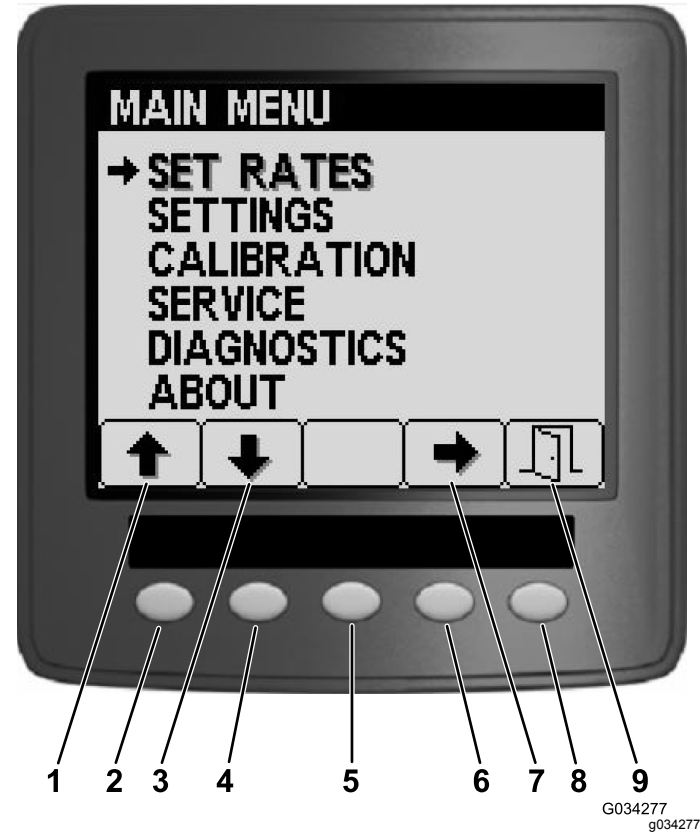 MAIN MENU
SET RATES
SETTINGS
CALIBRATION
SERVICE
DIAGNOSTICS
ABOUT
1 2 3 4 5 6 7 8 9
G034277
g034277